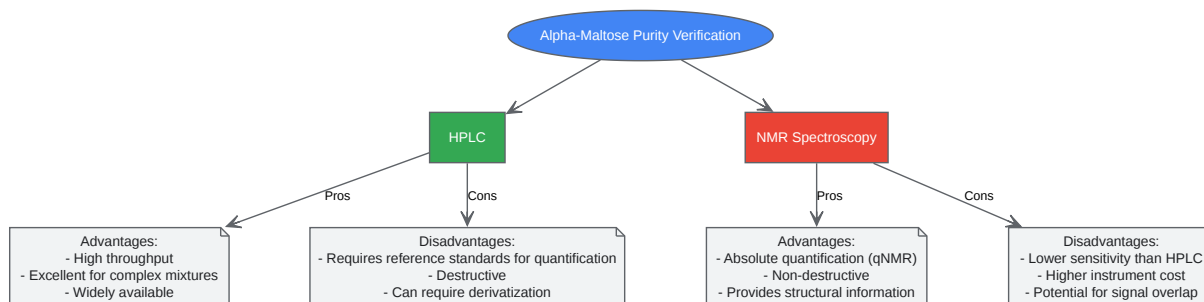 Alpha-Maltose Purity Verification
HPLC
NMR Spectroscopy
Pros
Cons
Pros
Cons
Advantages:
- High throughput
- Excellent for complex mixtures
- Widely available
Disadvantages:
- Requires reference standards for quantification
- Destructive
- Can require derivatization
Advantages:
- Absolute quantification (qNMR)
- Non-destructive
- Provides structural information
Disadvantages:
- Lower sensitivity than HPLC
- Higher instrument cost
- Potential for signal overlap